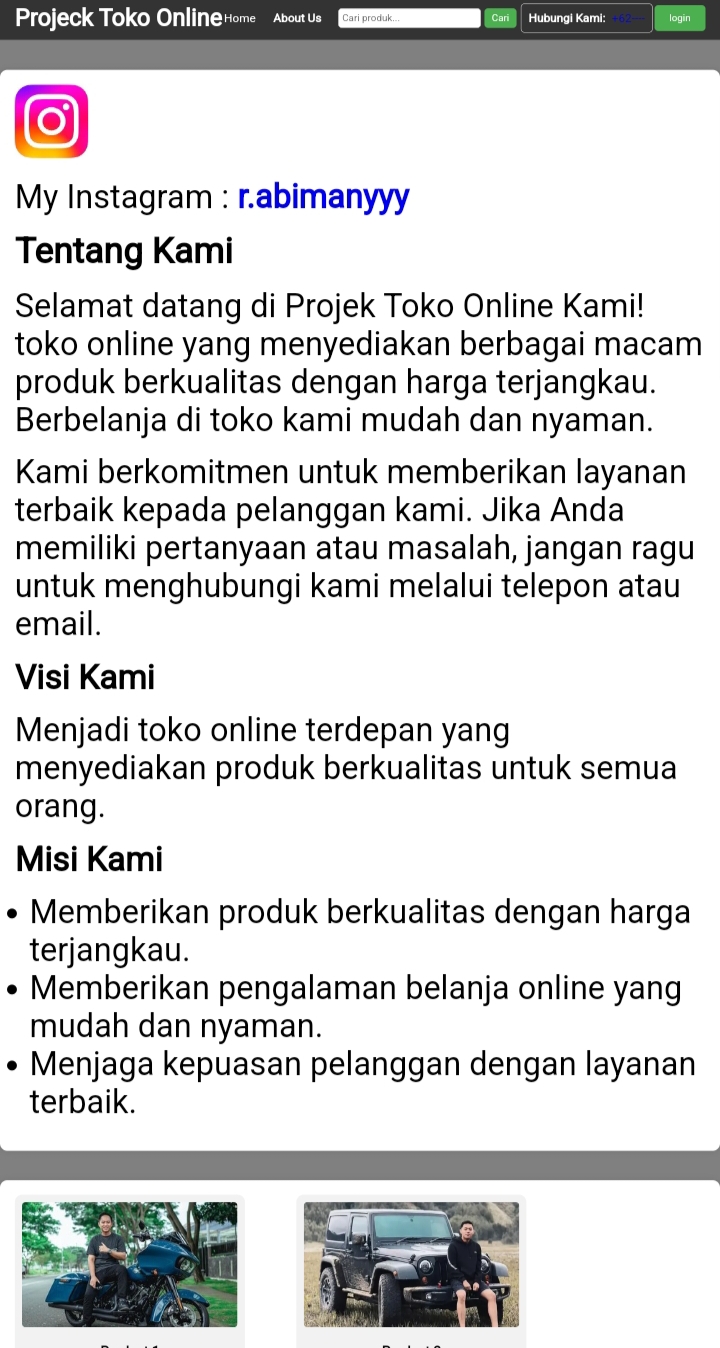 Projeck Toko Online Home About Us Cari produk... Cari Hubungi Kami: +62--- login
My Instagram : r.abimanyyy
Tentang Kami
Selamat datang di Projek Toko Online Kami!
toko online yang menyediakan berbagai macam
produk berkualitas dengan harga terjangkau.
Berbelanja di toko kami mudah dan nyaman.
Kami berkomitmen untuk memberikan layanan
terbaik kepada pelanggan kami. Jika Anda
memiliki pertanyaan atau masalah, jangan ragu
untuk menghubungi kami melalui telepon atau
email.
Visi Kami
Menjadi toko online terdepan yang
menyediakan produk berkualitas untuk semua
orang.
Misi Kami
Memberikan produk berkualitas dengan harga
terjangkau.
Memberikan pengalaman belanja online yang
mudah dan nyaman.
Menjaga kepuasan pelanggan dengan layanan
terbaik.